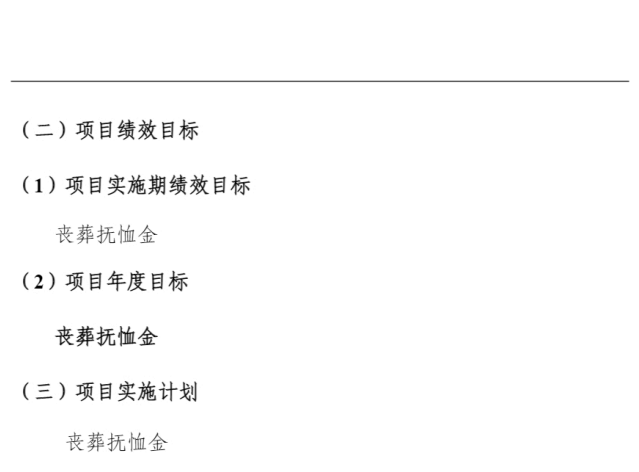 （二）项目绩效目标
（1）项目实施期绩效目标
丧葬抚恤金
（2）项目年度目标
丧葬抚恤金
（三）项目实施计划
丧葬抚恤金